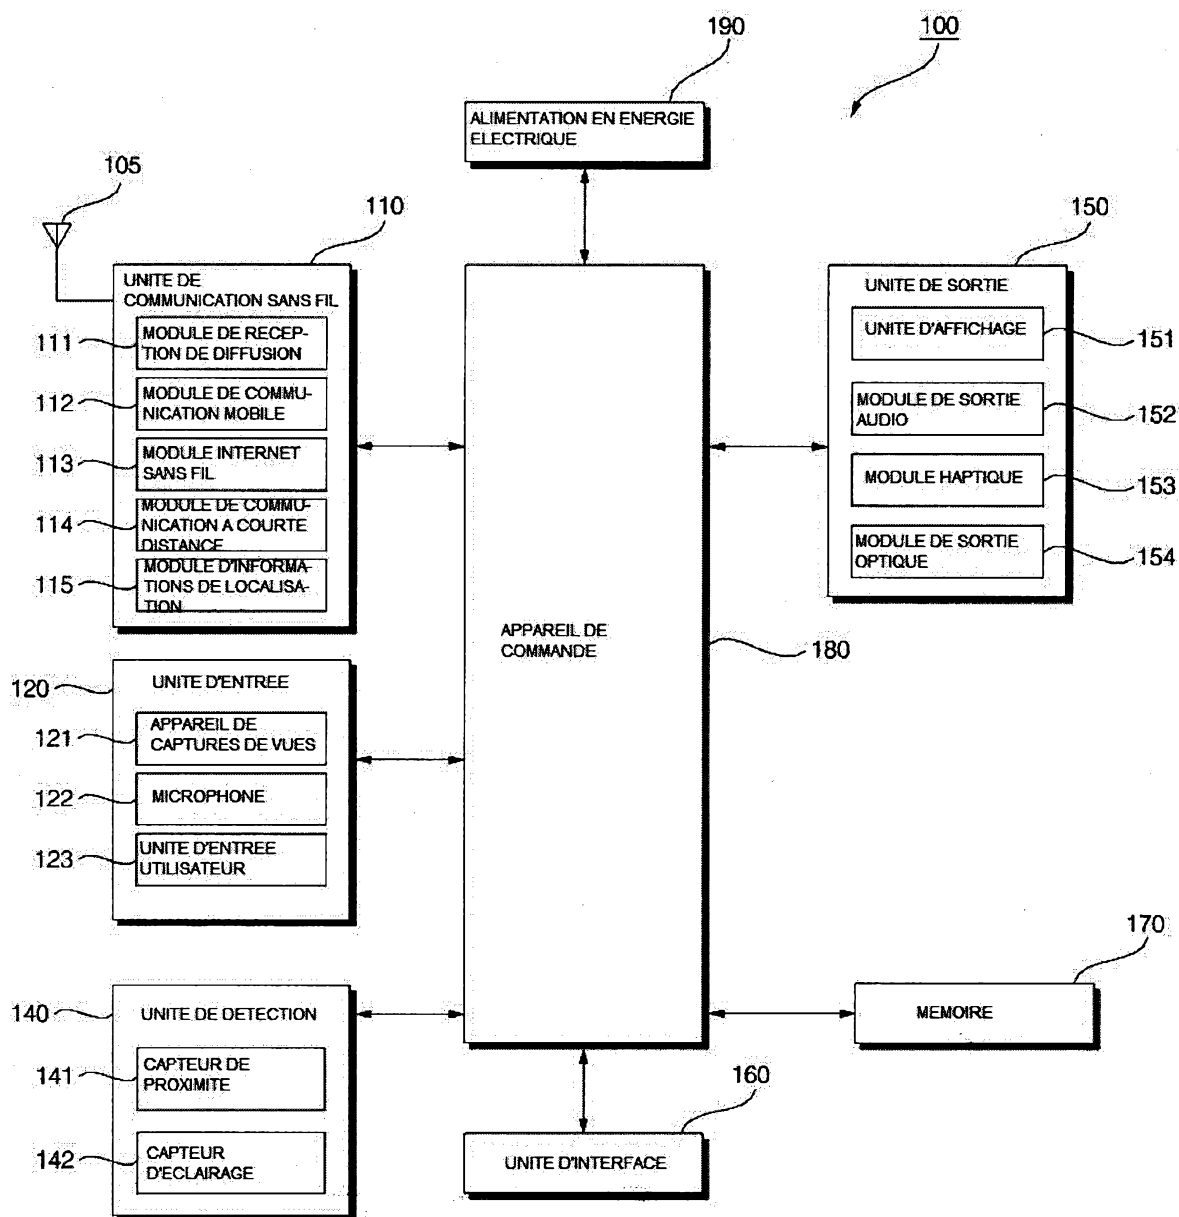 190
100
ALIMENTATION EN ENERGIE
ELECTRIQUE
105
110
150
UNITE DE
COMMUNICATION SANS FIL
111
MODULE DE RECEP-
TION DE DIFFUSION
112
MODULE DE COMMU-
NICATION MOBILE
113
MODULE INTERNET
SANS FIL
114
MODULE DE COMMU-
NICATION A COURTE
DISTANCE
115
MODULE D'INFORMA-
TIONS DE LOCALISA-
TION
UNITE DE SORTIE
UNITE D'AFFICHAGE
151
MODULE DE SORTIE
AUDIO
152
MODULE HAPTIQUE
153
MODULE DE SORTIE
OPTIQUE
154
APPAREIL DE
COMMANDE
180
120
UNITE D'ENTREE
121
APPAREIL DE
CAPTURES DE VUES
122
MICROPHONE
123
UNITE D'ENTREE
UTILISATEUR
170
MEMOIRE
140
UNITE DE DETECTION
141
CAPTEUR DE
PROXIMITE
142
CAPTEUR
D'ECLAIRAGE
160
UNITE D'INTERFACE